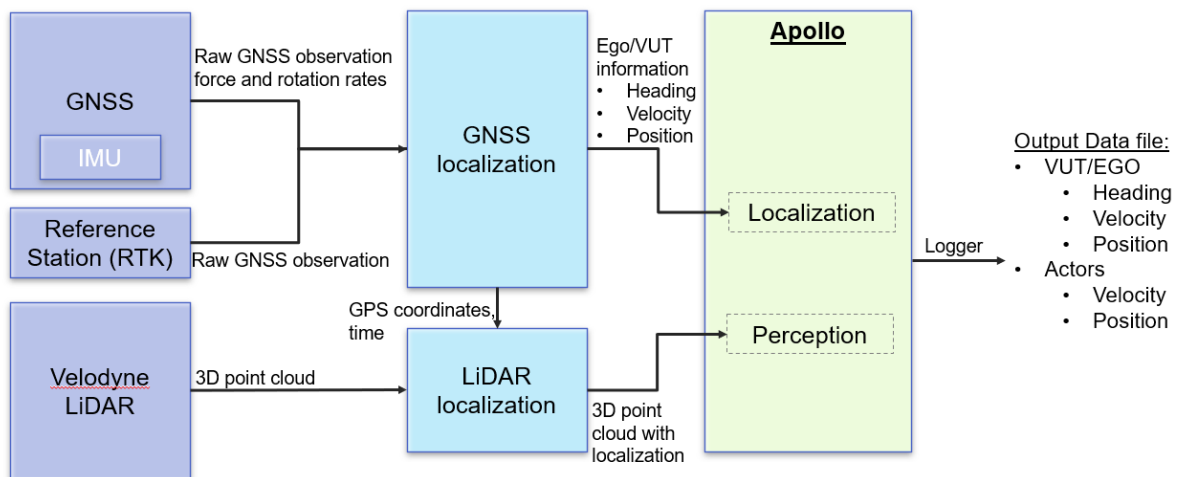 GNSS
IMU
Reference
Station (RTK)
Velodyne
LiDAR
Raw GNSS observation
force and rotation rates
Raw GNSS observation
3D point cloud
GNSS
localization
GPS coordinates,
time
LiDAR
localization
Ego/VUT
information
• Heading
• Velocity
• Position
3D point
cloud with
localization
Apollo
Localization
Perception
Logger
Output Data file:
• VUT/EGO
• Heading
• Velocity
• Position
• Actors
• Velocity
• Position